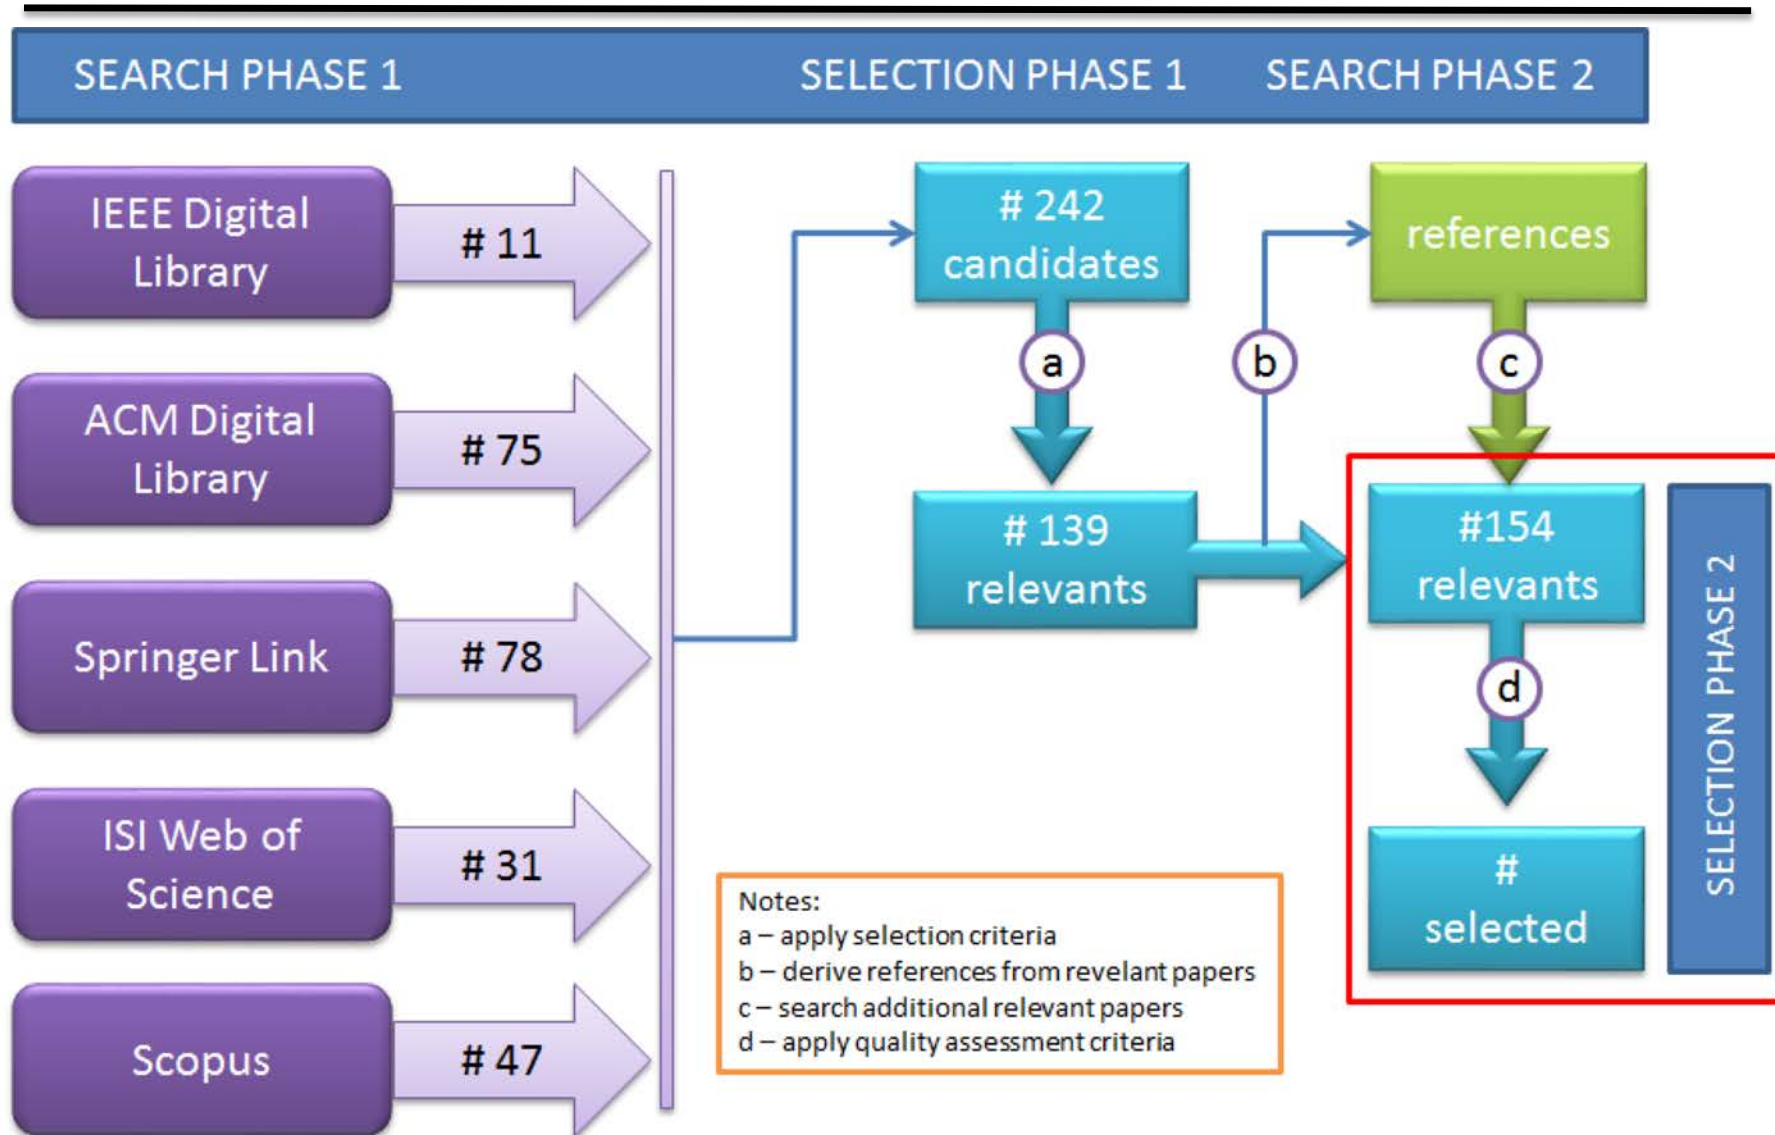 SEARCH PHASE 1
SELECTION PHASE 1
SEARCH PHASE 2
IEEE Digital
Library
# 11
ACM Digital
Library
# 75
Springer Link
# 78
ISI Web of
Science
# 31
Scopus
# 47
# 242
candidates
a
# 139
relevants
b
references
c
#154
relevants
d
#
selected
SELECTION PHASE 2
Notes:
a – apply selection criteria
b – derive references from revelant papers
c – search additional relevant papers
d – apply quality assessment criteria